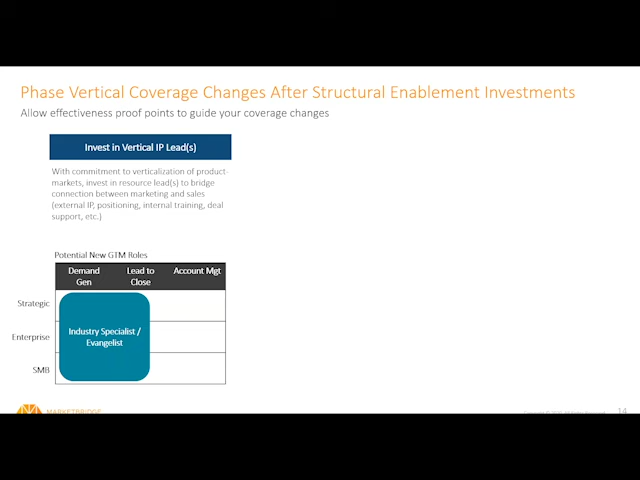 Phase Vertical Coverage Changes After Structural Enablement Investments
Allow effectiveness proof points to guide your coverage changes
Invest in Vertical IP Lead(s)
With commitment to verticalization of product-
markets, invest in resource lead(s) to bridge
connection between marketing and sales
(external IP, positioning, internal training, deal
support, etc.)
Potential New GTM Roles
Demand Gen
Lead to Close
Account Mgt
Strategic
Industry Specialist /
Evangelist
Enterprise
SMB
MARKETBRIDGE
14